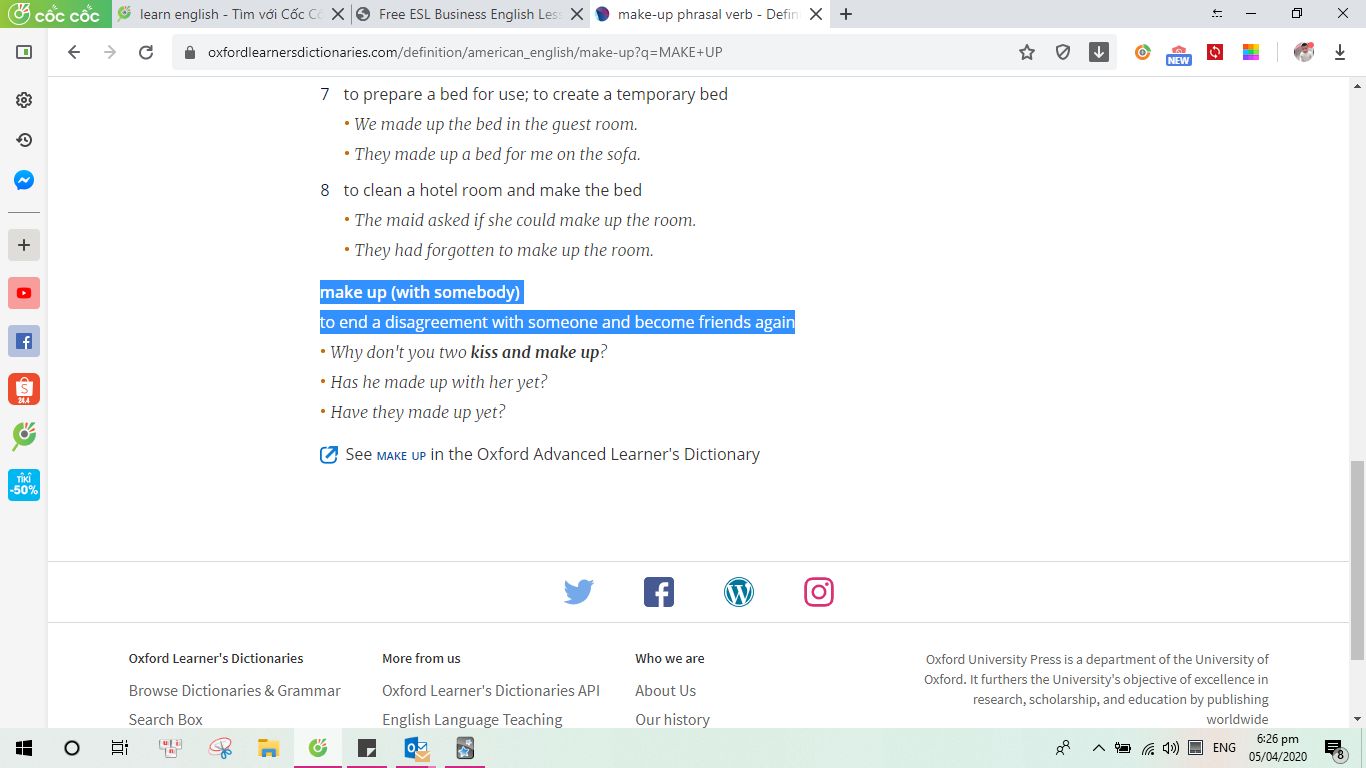 cốc cốc
learn english - Tìm với Cốc Cố
Free ESL Business English Less
make-up phrasal verb - Defin
oxfordlearnersdictionaries.com/definition/american_english/make-up?q=MAKE+UP
NEW
7 to prepare a bed for use; to create a temporary bed
• We made up the bed in the guest room.
• They made up a bed for me on the sofa.
8 to clean a hotel room and make the bed
• The maid asked if she could make up the room.
• They had forgotten to make up the room.
make up (with somebody)
to end a disagreement with someone and become friends again
• Why don't you two kiss and make up?
• Has he made up with her yet?
• Have they made up yet?
See MAKE UP in the Oxford Advanced Learner's Dictionary
24.4
TIKI
-50%
Oxford Learner's Dictionaries
Browse Dictionaries & Grammar
Search Box
More from us
Oxford Learner's Dictionaries API
English Language Teaching
Who we are
About Us
Our history
Oxford University Press is a department of the University of
Oxford. It furthers the University's objective of excellence in
research, scholarship, and education by publishing
worldwide
ENG
6:26 pm
05/04/2020
8